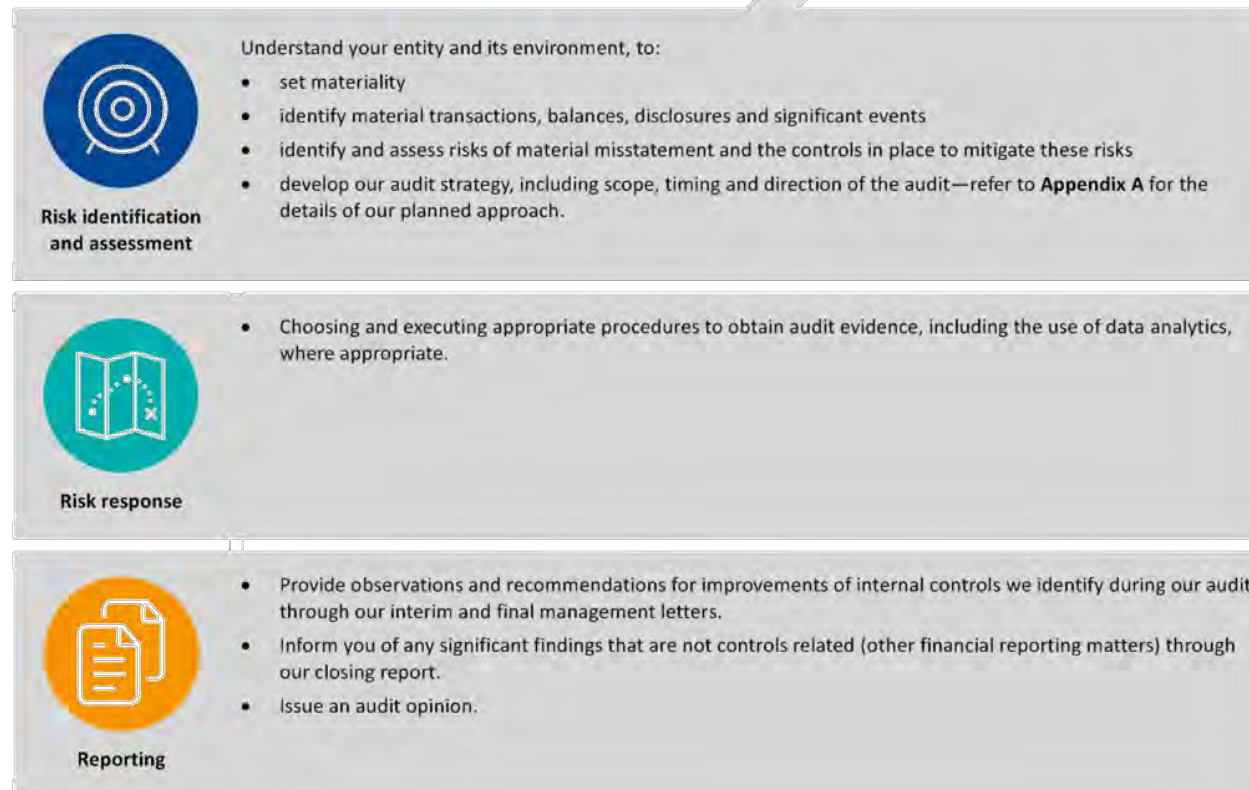 Understand your entity and its environment, to:
• set materiality
• identify material transactions, balances, disclosures and significant events
• identify and assess risks of material misstatement and the controls in place to mitigate these risks
• develop our audit strategy, including scope, timing and direction of the audit—refer to Appendix A for the
details of our planned approach.
Risk identification
and assessment
• Choosing and executing appropriate procedures to obtain audit evidence, including the use of data analytics,
where appropriate.
Risk response
• Provide observations and recommendations for improvements of internal controls we identify during our audit
through our interim and final management letters.
• Inform you of any significant findings that are not controls related (other financial reporting matters) through
our closing report.
• Issue an audit opinion.
Reporting